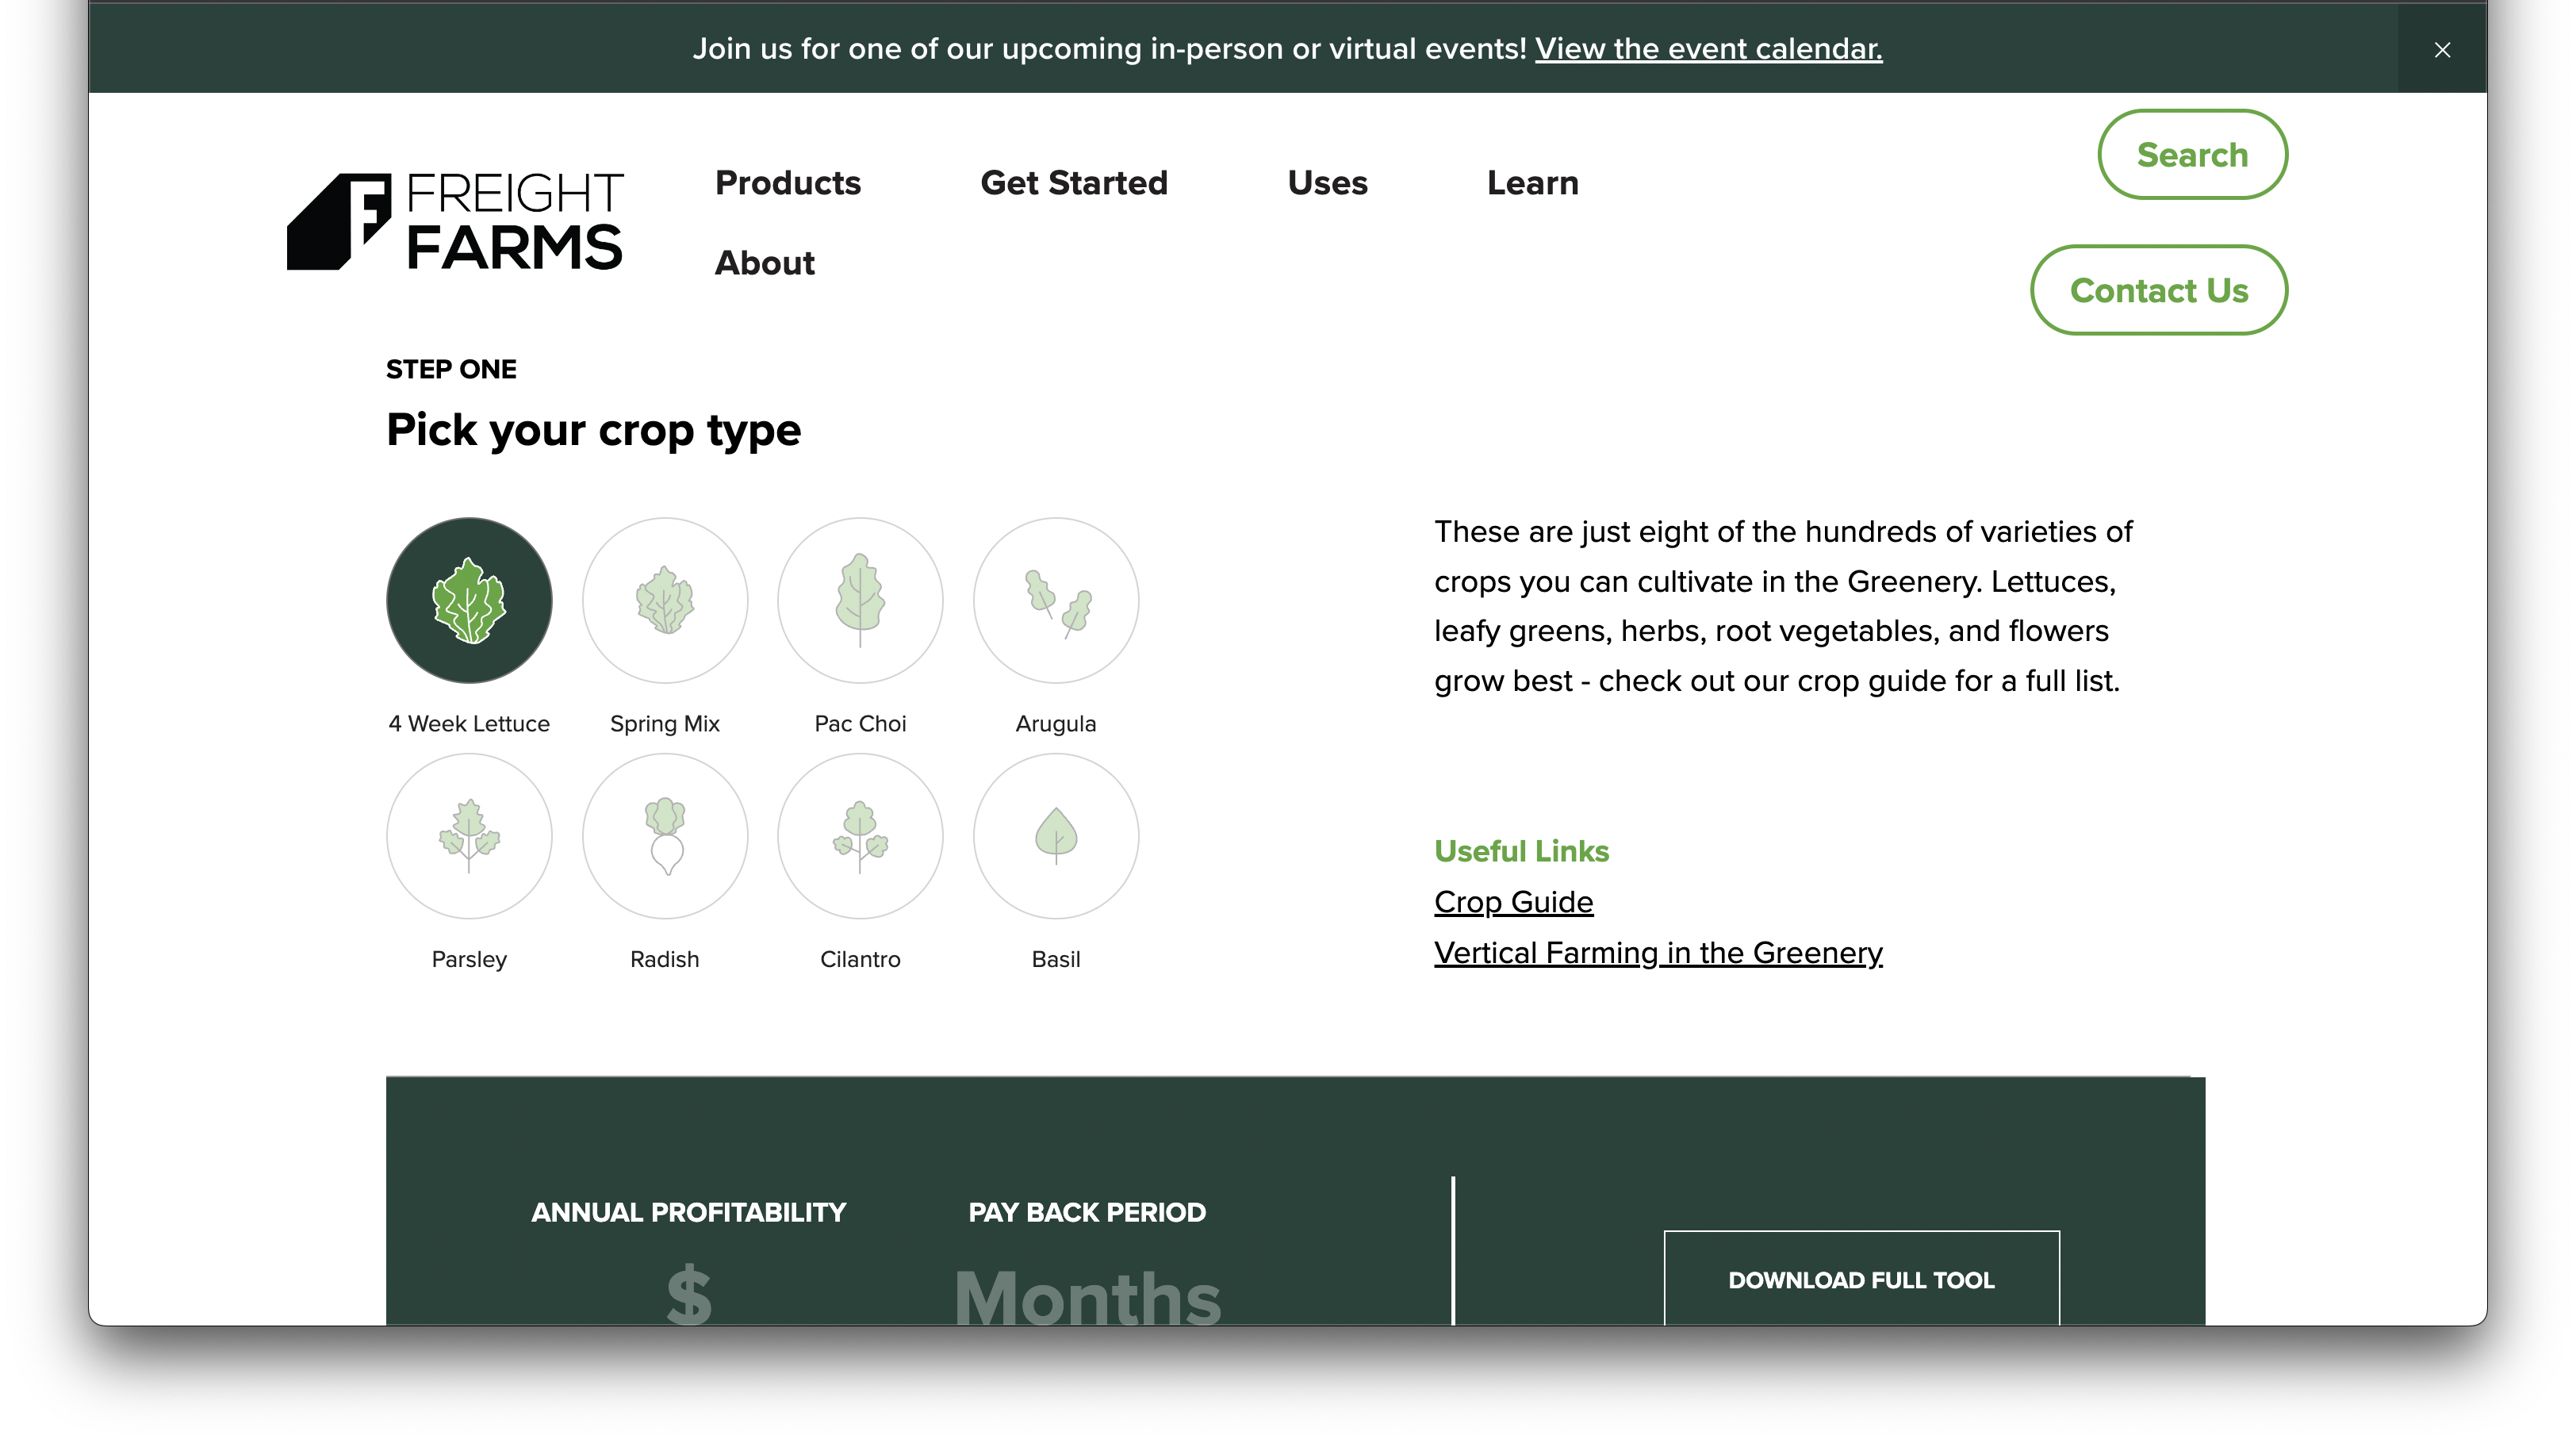 Join us for one of our upcoming in-person or virtual events! View the event calendar.
FREIGHT
FARMS
Products
Get Started
Uses
Learn
About
Search
Contact Us
STEP ONE
Pick your crop type
4 Week Lettuce
Spring Mix
Pac Choi
Arugula
Parsley
Radish
Cilantro
Basil
These are just eight of the hundreds of varieties of
crops you can cultivate in the Greenery. Lettuces,
leafy greens, herbs, root vegetables, and flowers
grow best - check out our crop guide for a full list.
Useful Links
Crop Guide
Vertical Farming in the Greenery
ANNUAL PROFITABILITY
$
PAY BACK PERIOD
Months
DOWNLOAD FULL TOOL